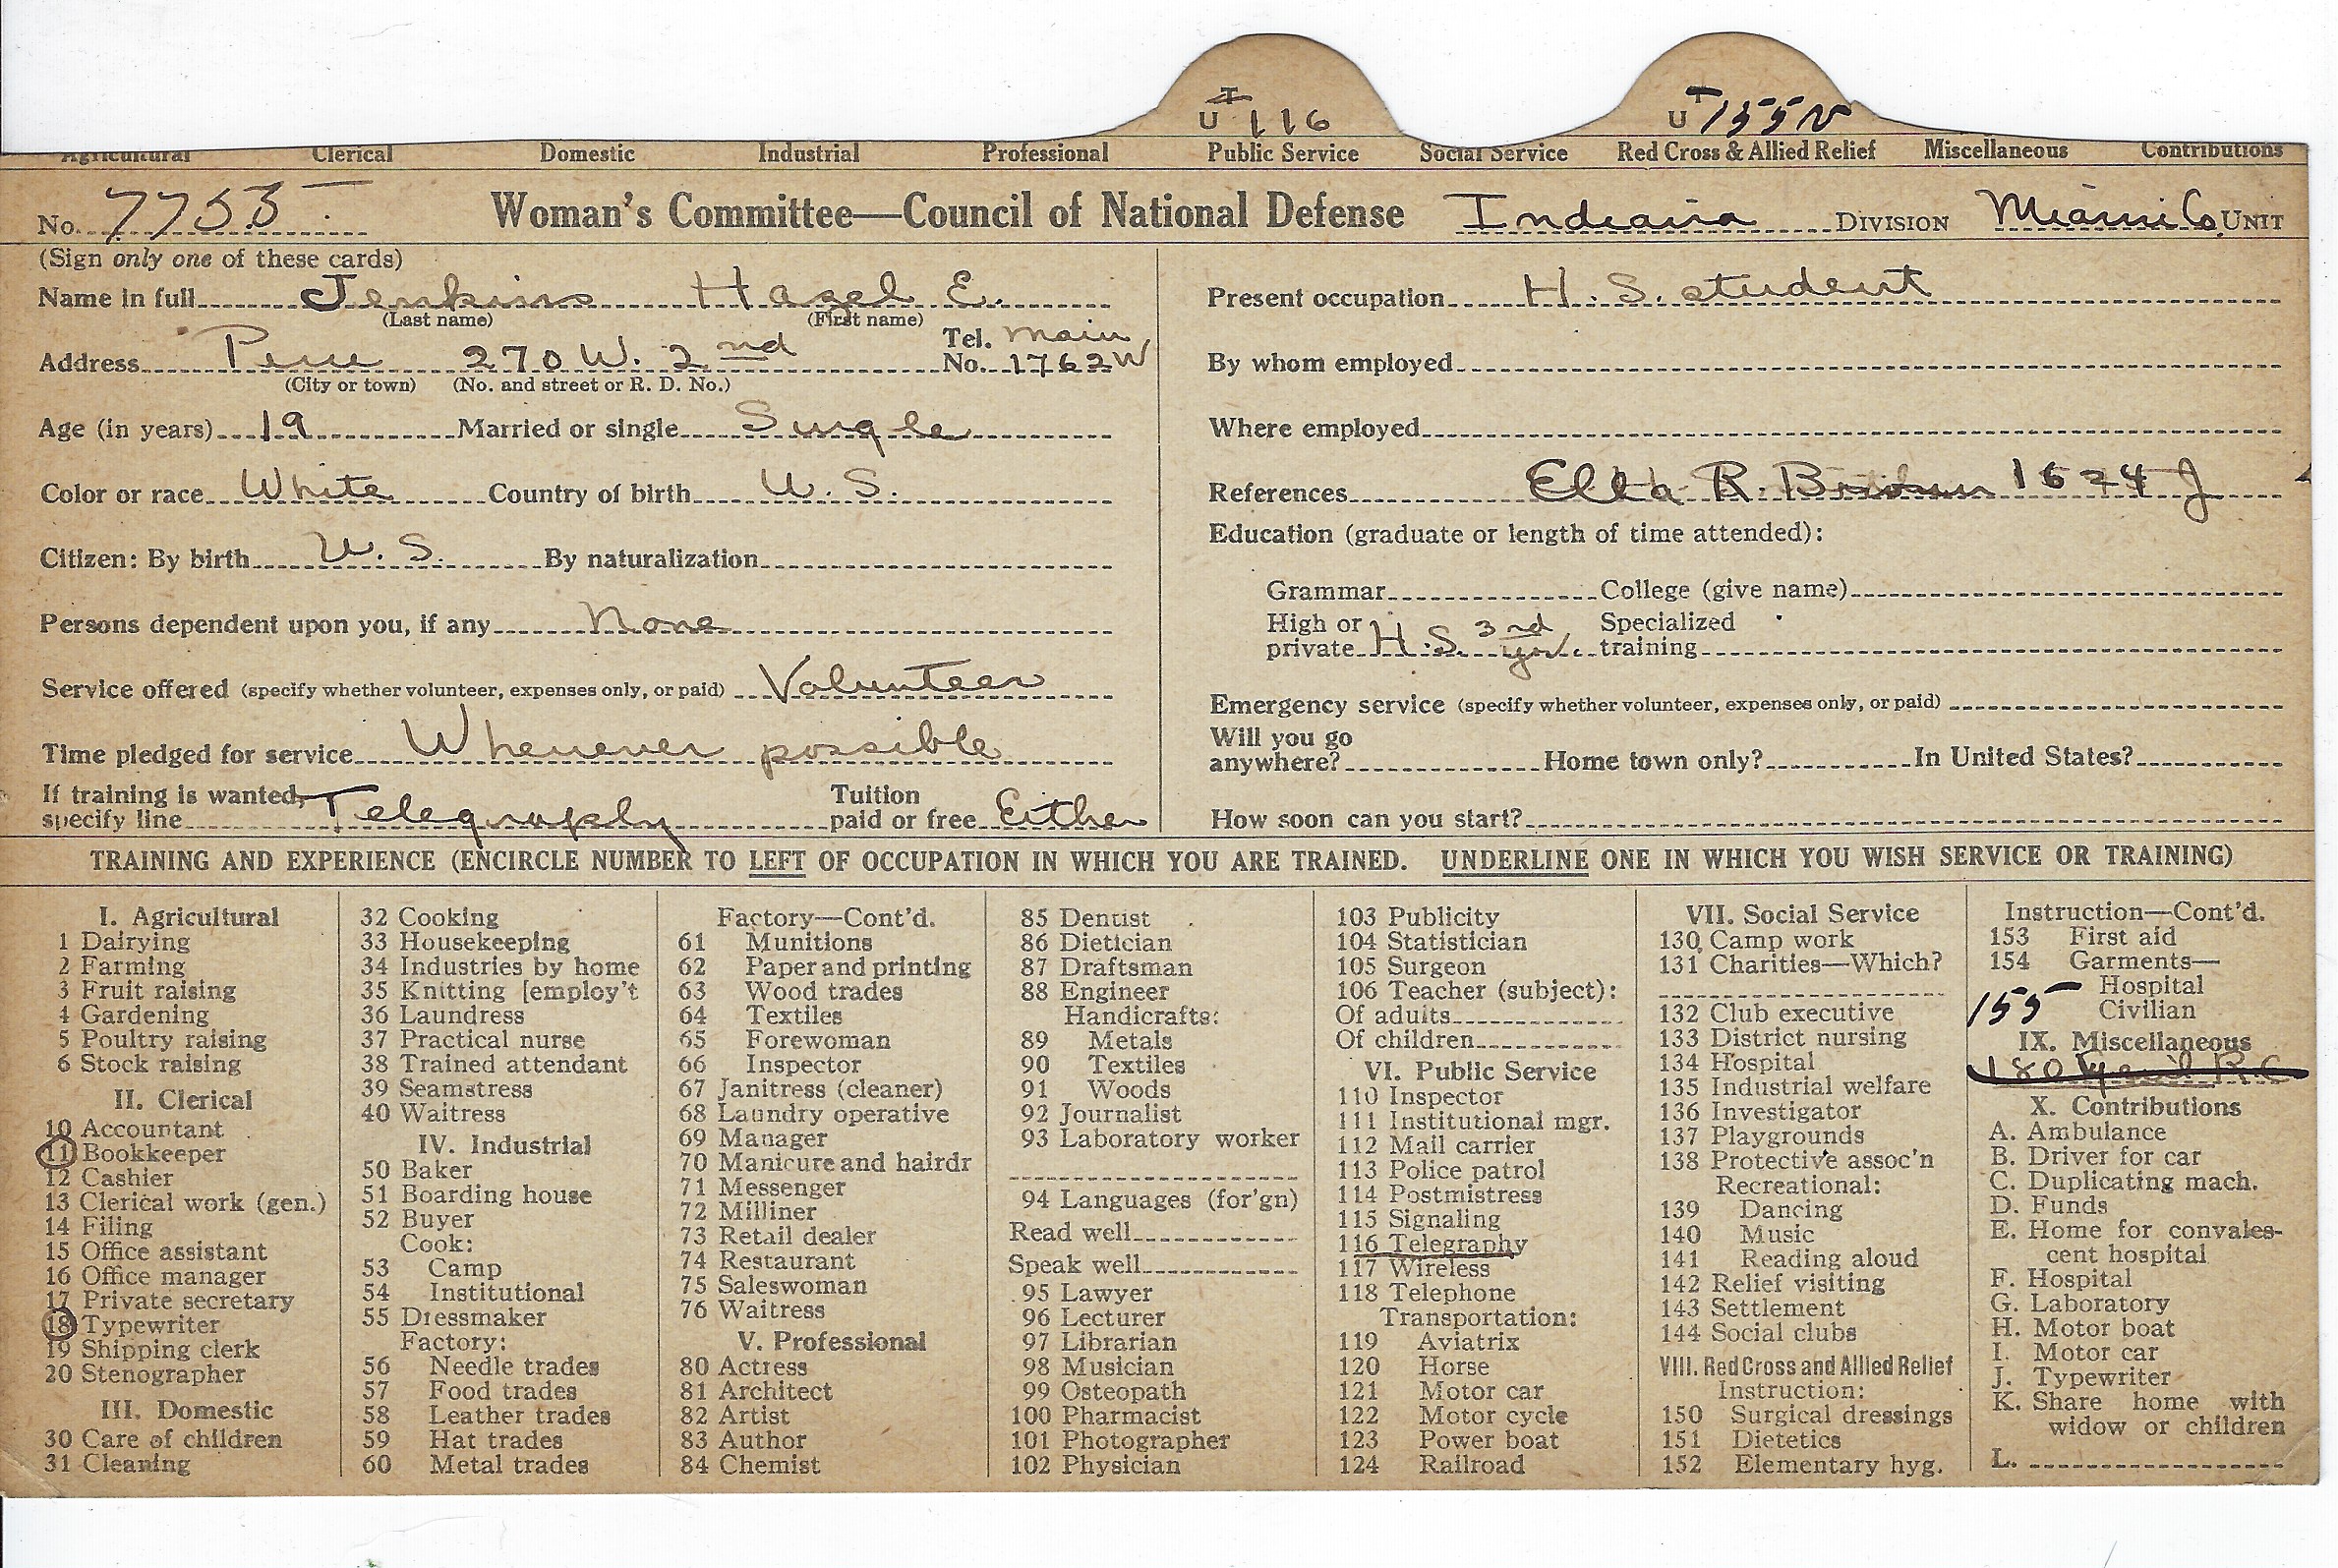 U T 116
U T 155 V
Agricultural Clerical Domestic Industrial Professional Public Service Social Service Red Cross & Allied Relief Miscellaneous Contributions
No. 7753 Woman's Committee—Council of National Defense Indiana DIVISION Miami Co. UNIT
(Sign only one of these cards)
Name in full Jenkins Hazel E.
(Last name) (First name)
Address Peru 270 W. 2nd Tel. No. Main 1762W
(City or town) (No. and street or R. D. No.)
Age (in years) 19 Married or single Single
Color or race White Country of birth U. S.
Citizen: By birth U. S. By naturalization
Persons dependent upon you, if any None
Service offered (specify whether volunteer, expenses only, or paid) Volunteer
Time pledged for service Whenever possible
If training is wanted, specify line Telegraphy Tuition paid or free Either
Present occupation H. S. student
By whom employed
Where employed
References Ella R. 1624 J
Education (graduate or length of time attended):
Grammar College (give name)
High or private H. S. 3rd yr. Specialized training
Emergency service (specify whether volunteer, expenses only, or paid)
Will you go anywhere? Home town only? In United States?
How soon can you start?
TRAINING AND EXPERIENCE (ENCIRCLE NUMBER TO LEFT OF OCCUPATION IN WHICH YOU ARE TRAINED. UNDERLINE ONE IN WHICH YOU WISH SERVICE OR TRAINING)
I. Agricultural
1 Dairying
2 Farming
3 Fruit raising
4 Gardening
5 Poultry raising
6 Stock raising
II. Clerical
10 Accountant
11 Bookkeeper
12 Cashier
13 Clerical work (gen.)
14 Filing
15 Office assistant
16 Office manager
17 Private secretary
18 Typewriter
19 Shipping clerk
20 Stenographer
III. Domestic
30 Care of children
31 Cleaning
32 Cooking
33 Housekeeping
34 Industries by home
35 Knitting [employ't
36 Laundress
37 Practical nurse
38 Trained attendant
39 Seamstress
40 Waitress
IV. Industrial
50 Baker
51 Boarding house
52 Buyer
Cook:
53 Camp
54 Institutional
55 Dressmaker
Factory:
56 Needle trades
57 Food trades
58 Leather trades
59 Hat trades
60 Metal trades
Factory—Cont'd.
61 Munitions
62 Paper and printing
63 Wood trades
64 Textiles
65 Forewoman
66 Inspector
67 Janitress (cleaner)
68 Laundry operative
69 Manager
70 Manicure and hairdr
71 Messenger
72 Milliner
73 Retail dealer
74 Restaurant
75 Saleswoman
76 Waitress
V. Professional
80 Actress
81 Architect
82 Artist
83 Author
84 Chemist
85 Dentist
86 Dietician
87 Draftsman
88 Engineer
Handicrafts:
89 Metals
90 Textiles
91 Woods
92 Journalist
93 Laboratory worker
94 Languages (for'gn)
Read well
Speak well
95 Lawyer
96 Lecturer
97 Librarian
98 Musician
99 Osteopath
100 Pharmacist
101 Photographer
102 Physician
103 Publicity
104 Statistician
105 Surgeon
106 Teacher (subject):
Of adults
Of children
VI. Public Service
110 Inspector
111 Institutional mgr.
112 Mail carrier
113 Police patrol
114 Postmistress
115 Signaling
116 Telegraphy
117 Wireless
118 Telephone
Transportation:
119 Aviatrix
120 Horse
121 Motor car
122 Motor cycle
123 Power boat
124 Railroad
VII. Social Service
130 Camp work
131 Charities—Which?
132 Club executive
133 District nursing
134 Hospital
135 Industrial welfare
136 Investigator
137 Playgrounds
138 Protective assoc'n
Recreational:
139 Dancing
140 Music
141 Reading aloud
142 Relief visiting
143 Settlement
144 Social clubs
VIII. Red Cross and Allied Relief
Instruction:
150 Surgical dressings
151 Dietetics
152 Elementary hyg.
Instruction—Cont'd.
153 First aid
154 Garments—
Hospital
155 Civilian
IX. Miscellaneous
180 R.C
X. Contributions
A. Ambulance
B. Driver for car
C. Duplicating mach.
D. Funds
E. Home for convales-
cent hospital
F. Hospital
G. Laboratory
H. Motor boat
I. Motor car
J. Typewriter
K. Share home with
widow or children
L.